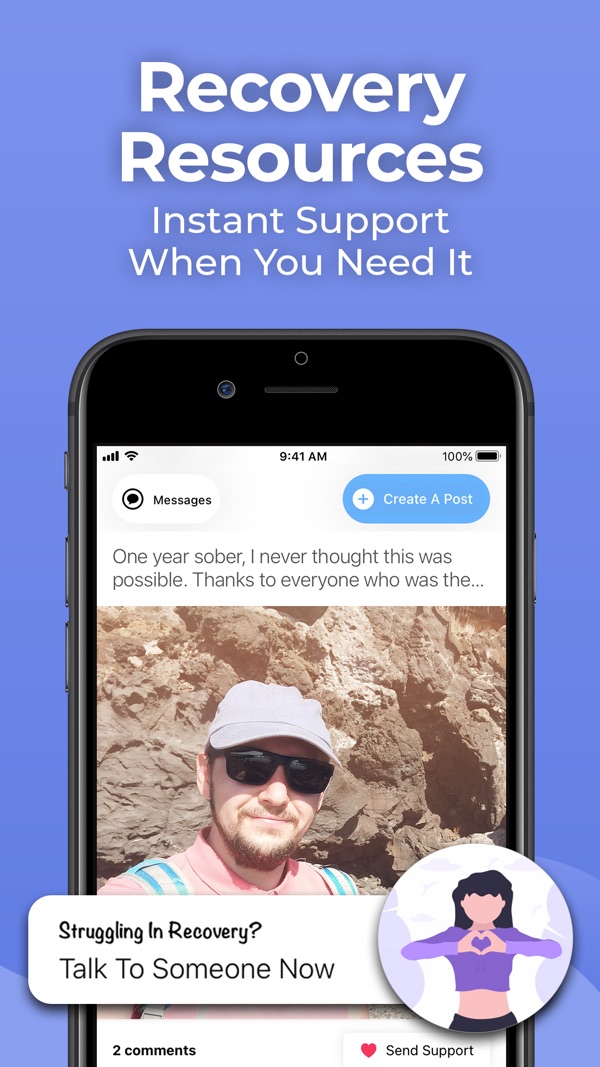 Recovery
Resources
Instant Support
When You Need It
9:41 AM
100%
Messages
Create A Post
One year sober, I never thought this was
possible. Thanks to everyone who was the...
Struggling In Recovery?
Talk To Someone Now
2 comments
Send Support